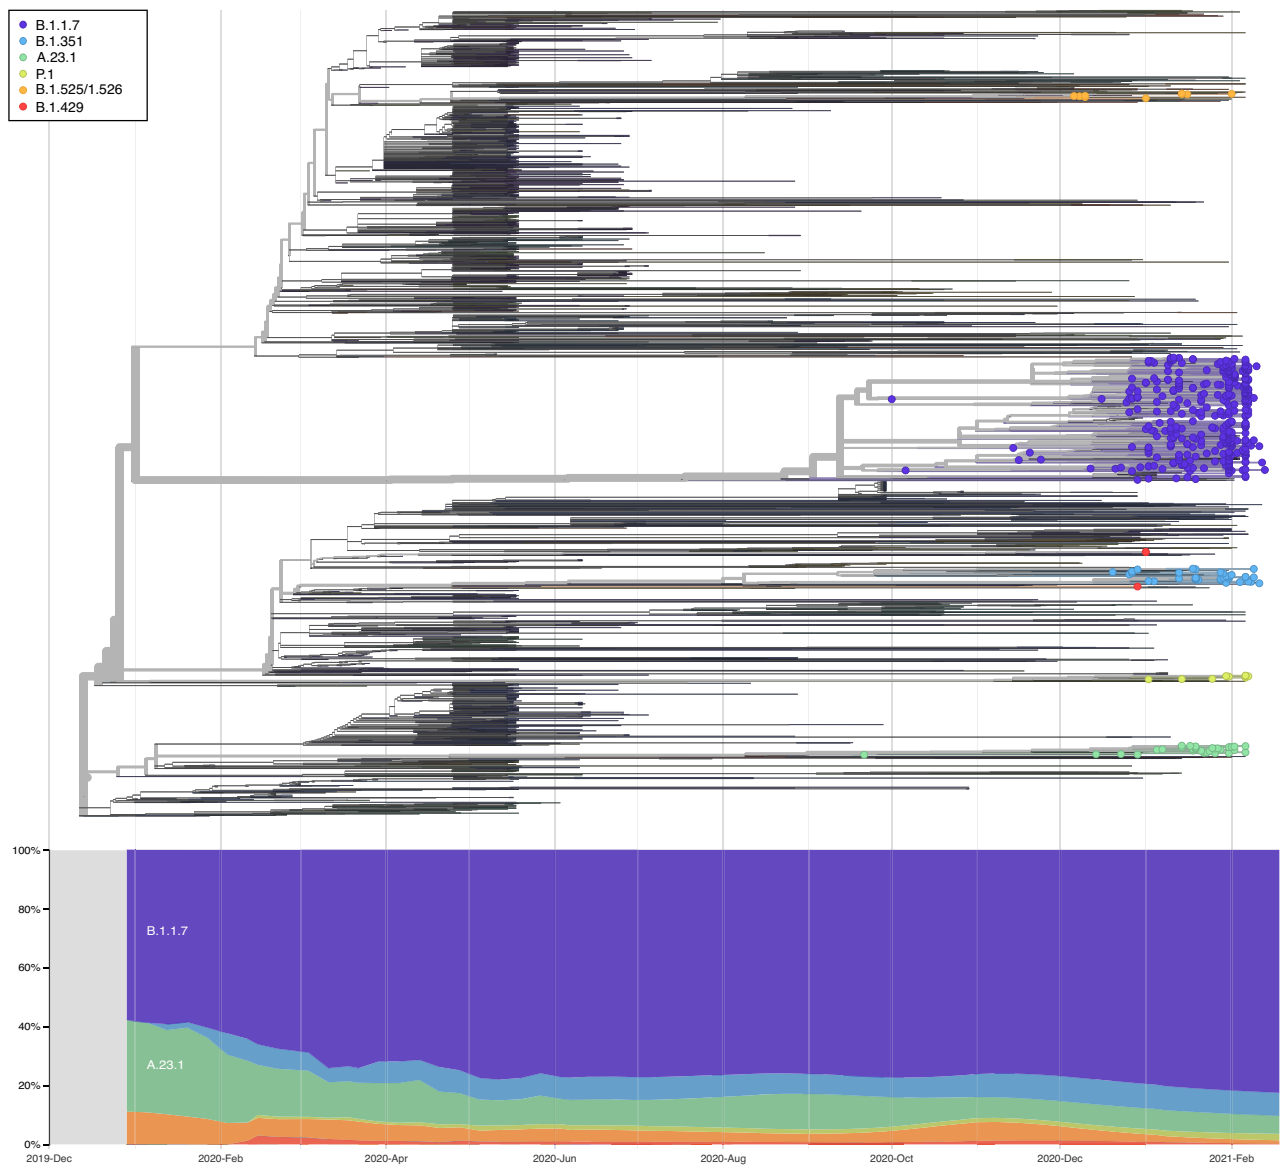 B.1.1.7
B.1.351
A.23.1
P.1
B.1.525/1.526
B.1.429
100%
80%
B.1.1.7
60%
40%
A.23.1
20%
0%
2019-Dec 2020-Feb 2020-Apr 2020-Jun 2020-Aug 2020-Oct 2020-Dec 2021-Feb